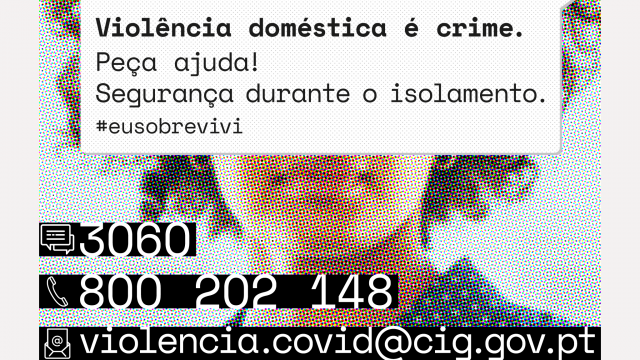 Violência doméstica é crime.
Peça ajuda!
Segurança durante o isolamento.
#eusobrevivi
3060
800 202 148
violencia.covid@cig.gov.pt